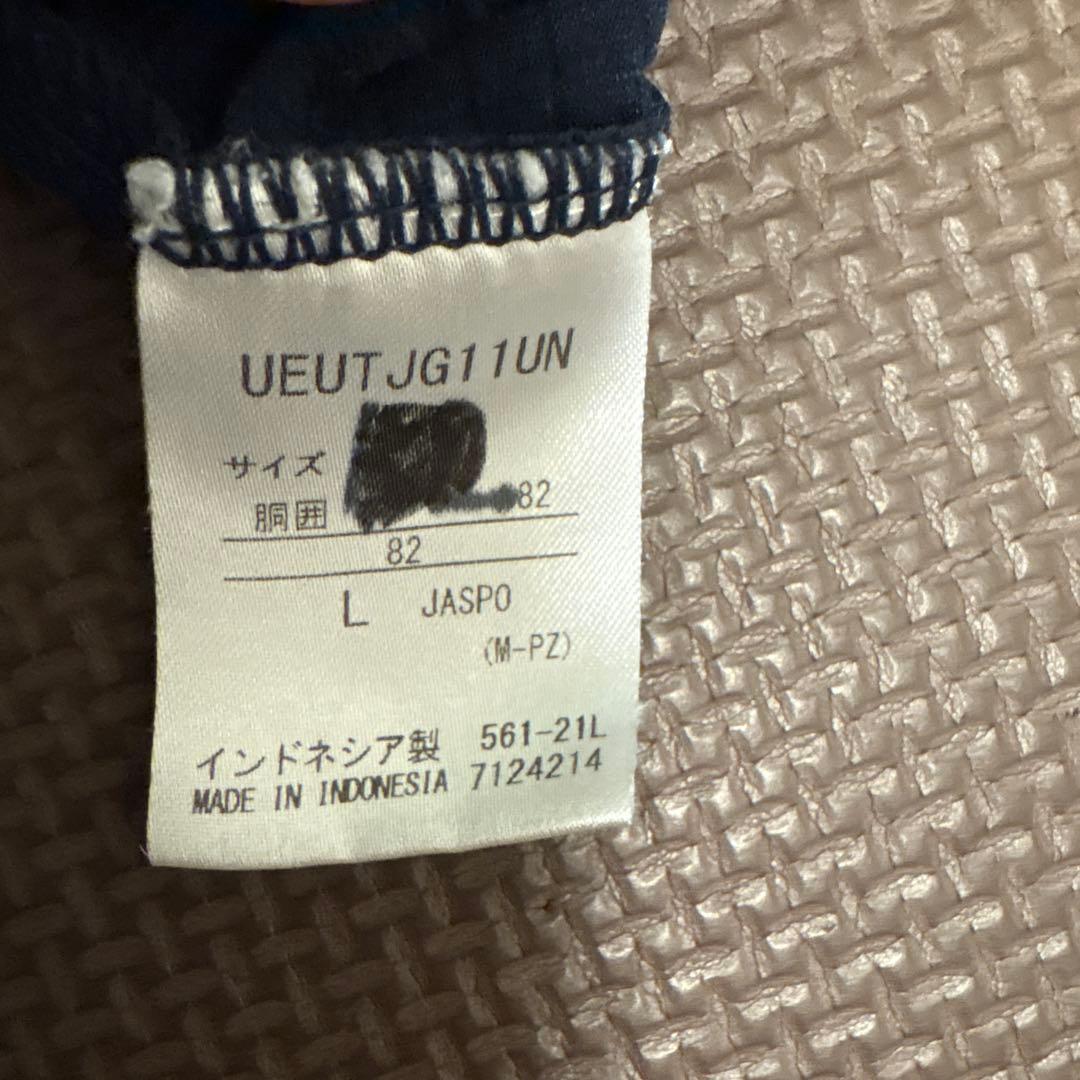 UEUTJG11UN
サイズ
胴囲 82
82
L JASPO
(M-PZ)
インドネシア製 561-21L
MADE IN INDONESIA 7124214